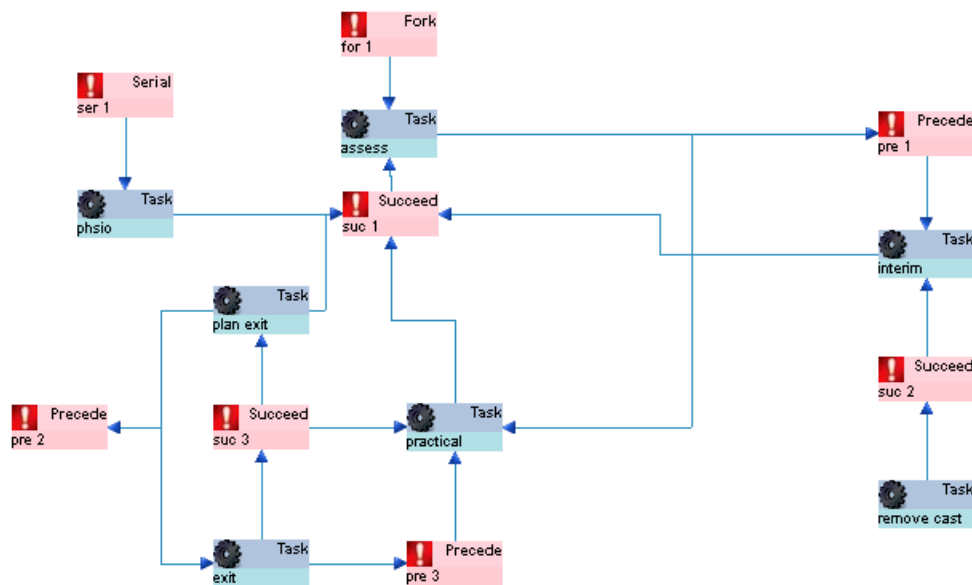 Fork
for 1
Serial
ser 1
Task
assess
Precede
pre 1
Task
phsio
Succeed
suc 1
Task
interim
Task
plan exit
Succeed
suc 2
Precede
pre 2
Succeed
suc 3
Task
practical
Task
remove cast
Task
exit
Precede
pre 3